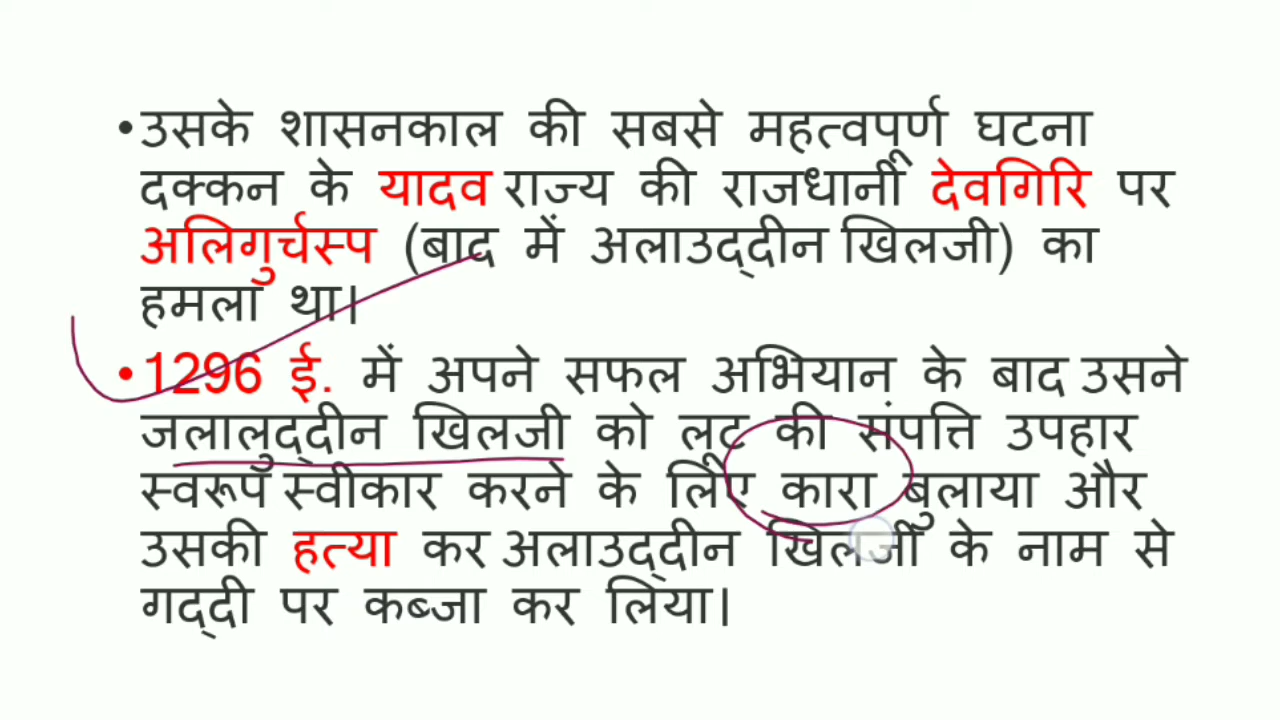 •उसके शासनकाल की सबसे महत्वपूर्ण घटना
दक्कन के यादव राज्य की राजधानी देवगिरि पर
अलिगुर्चस्प (बाद में अलाउद्दीन खिलजी) का
हमला था।
•1296 ई. में अपने सफल अभियान के बाद उसने
जलालुद्दीन खिलजी को लूट की संपत्ति उपहार
स्वरूप स्वीकार करने के लिए कारा बुलाया और
उसकी हत्या कर अलाउद्दीन खिलजी के नाम से
गद्दी पर कब्जा कर लिया।